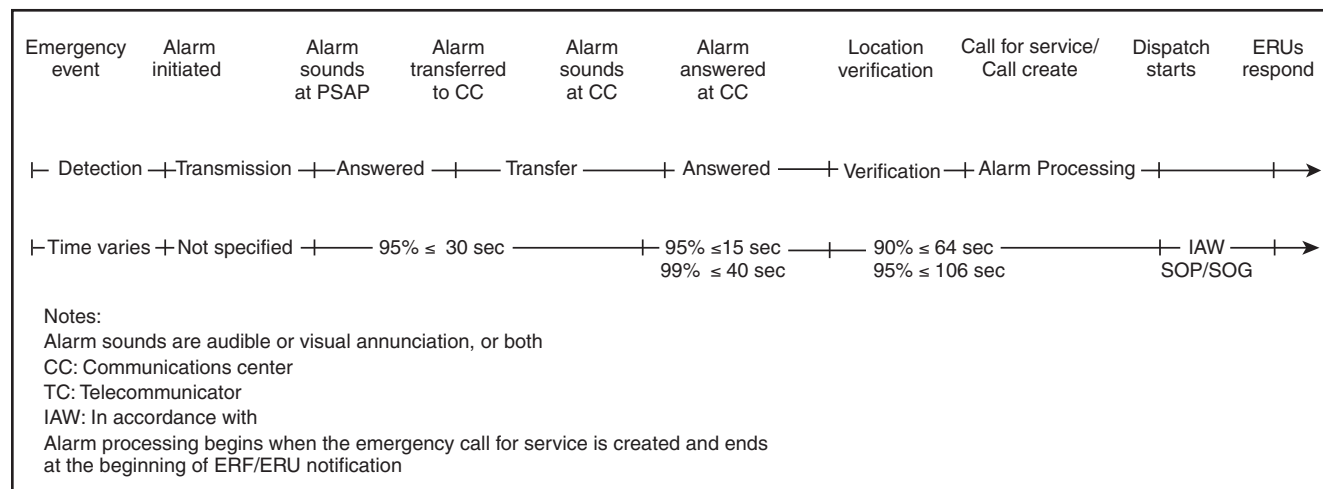 Emergency event
Alarm initiated
Alarm sounds at PSAP
Alarm transferred to CC
Alarm sounds at CC
Alarm answered at CC
Location verification
Call for service/ Call create
Dispatch starts
ERUs respond
Detection Transmission Answered Transfer Answered Verification Alarm Processing
Time varies Not specified 95% ≤ 30 sec 95% ≤15 sec 90% ≤ 64 sec IAW
99% ≤ 40 sec 95% ≤ 106 sec SOP/SOG
Notes:
Alarm sounds are audible or visual annunciation, or both
CC: Communications center
TC: Telecommunicator
IAW: In accordance with
Alarm processing begins when the emergency call for service is created and ends
at the beginning of ERF/ERU notification